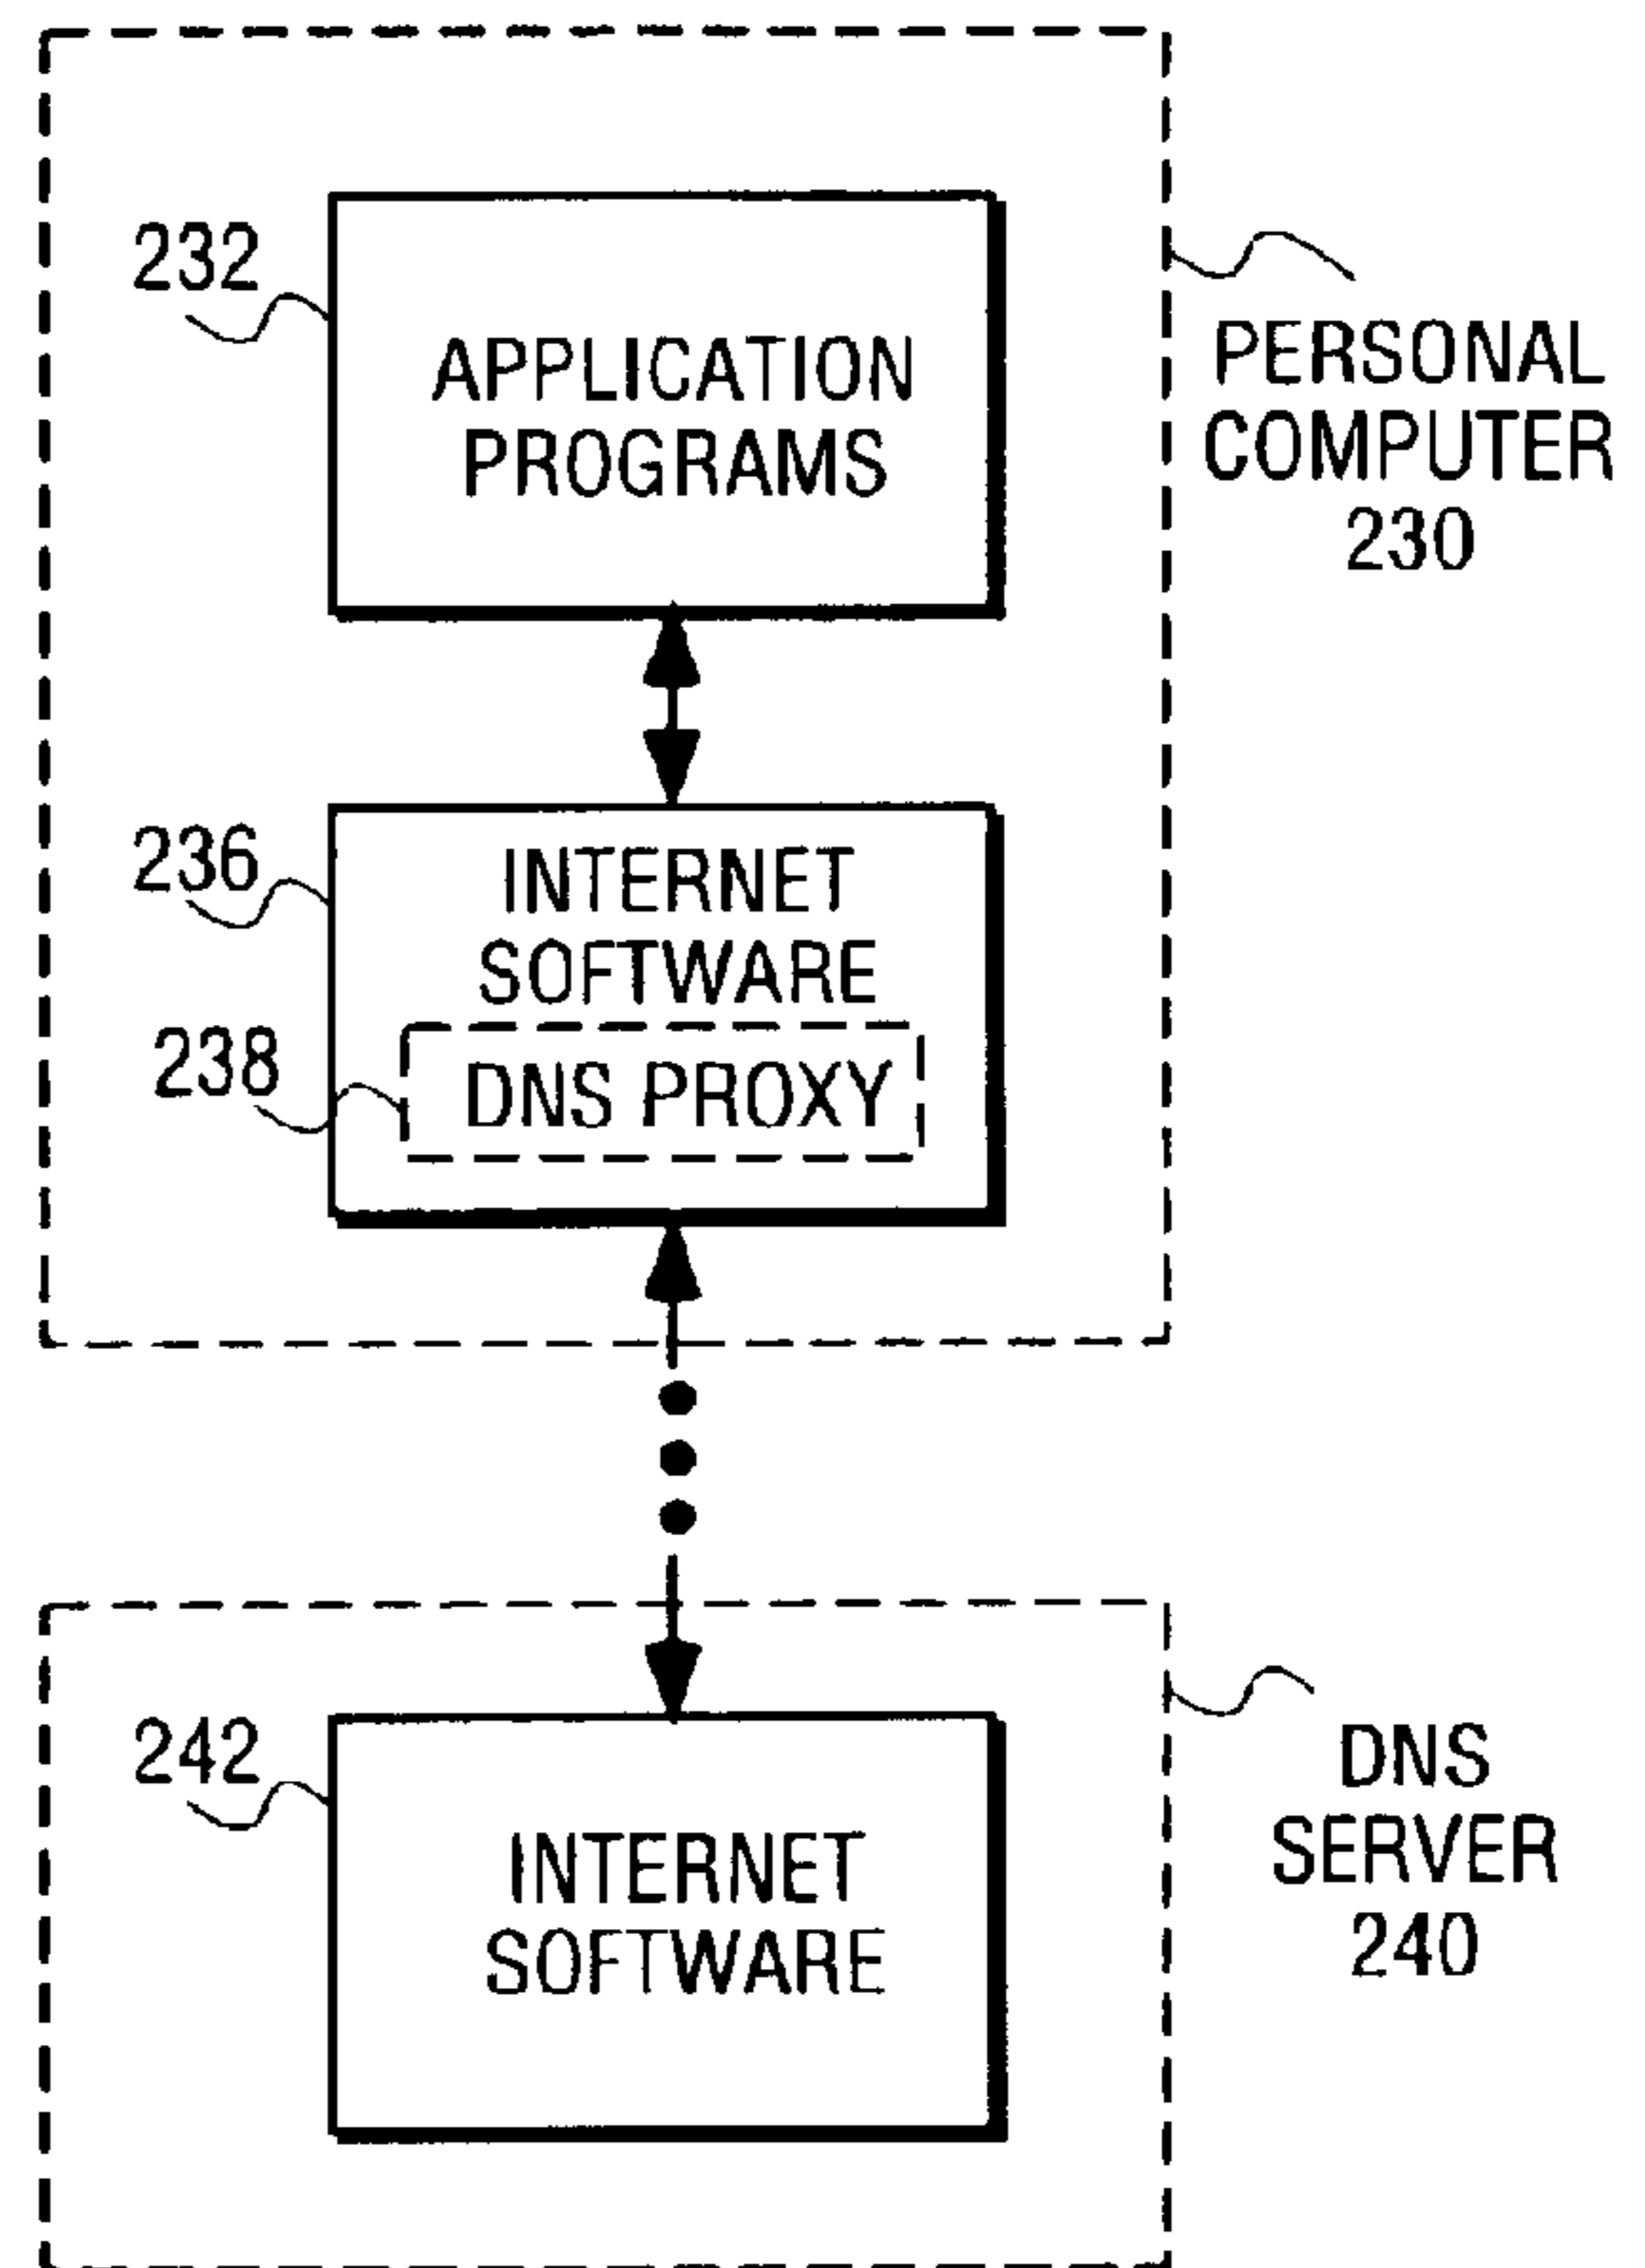 232
APPLICATION
PROGRAMS
PERSONAL
COMPUTER
230
236
INTERNET
SOFTWARE
238
DNS PROXY
242
INTERNET
SOFTWARE
DNS
SERVER
240